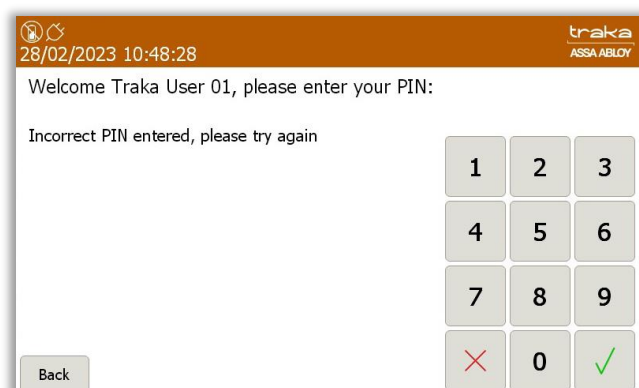 traka
28/02/2023 10:48:28
ASSA ABLOY
Welcome Traka User 01, please enter your PIN:
Incorrect PIN entered, please try again
1 2 3
4 5 6
7 8 9
0
Back